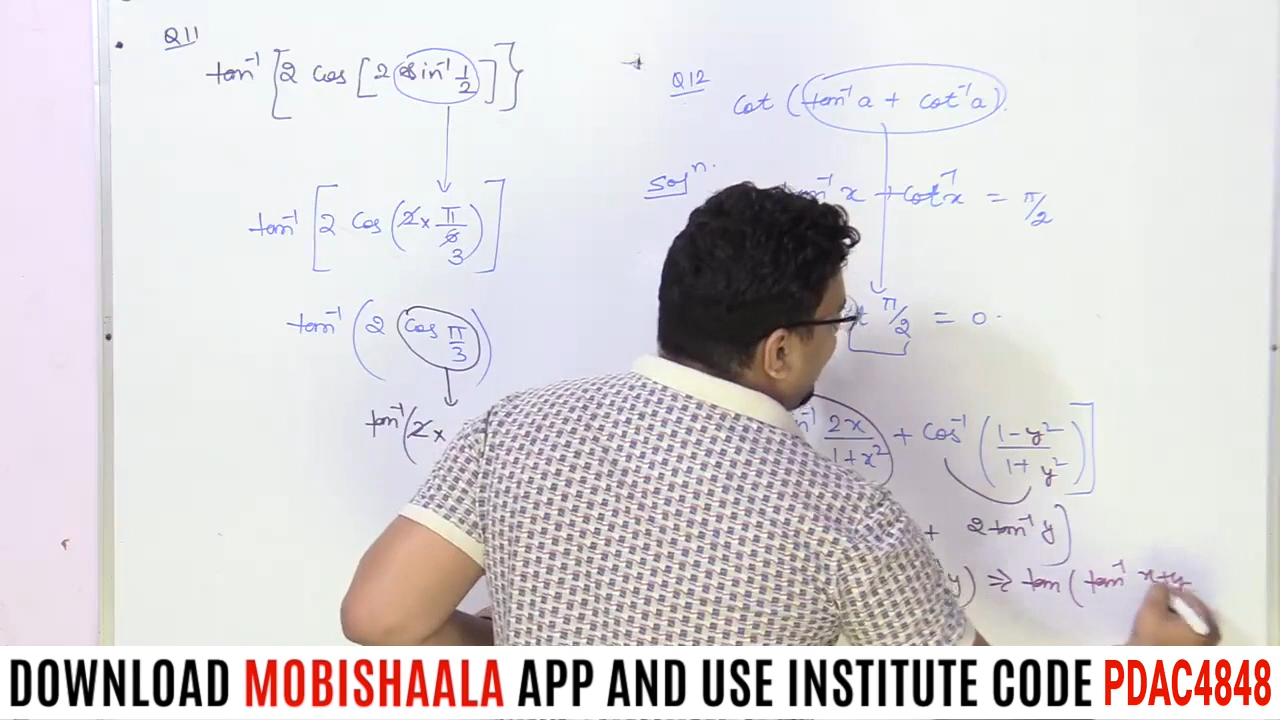 Q11
tan⁻¹ {2 cos [2 sin⁻¹ 1/2]}
tan⁻¹ [2 cos (2 × π/6 3)]
tan⁻¹ (2 cos π/3)
tan⁻¹ (2 ×
Q12
cot (tan⁻¹ a + cot⁻¹ a).
Solⁿ.
x + cot⁻¹ x = π/2
π/2 = 0.
2x/1+x² + cos⁻¹ (1-y²/1+y²)]
+ 2 tan⁻¹ y]
y) ⇒ tan (tan⁻¹ x+y
DOWNLOAD MOBISHAALA APP AND USE INSTITUTE CODE PDAC4848